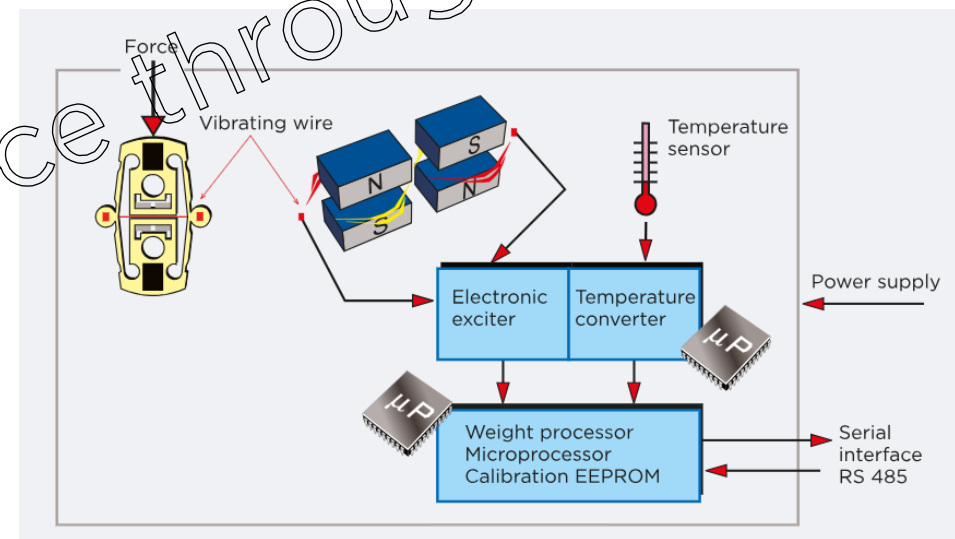 ce throug
Force
Vibrating wire
N
S
S
N
Temperature
sensor
Electronic
exciter
Temperature
converter
Power supply
μP
μP
Weight processor
Microprocessor
Calibration EEPROM
Serial
interface
RS 485